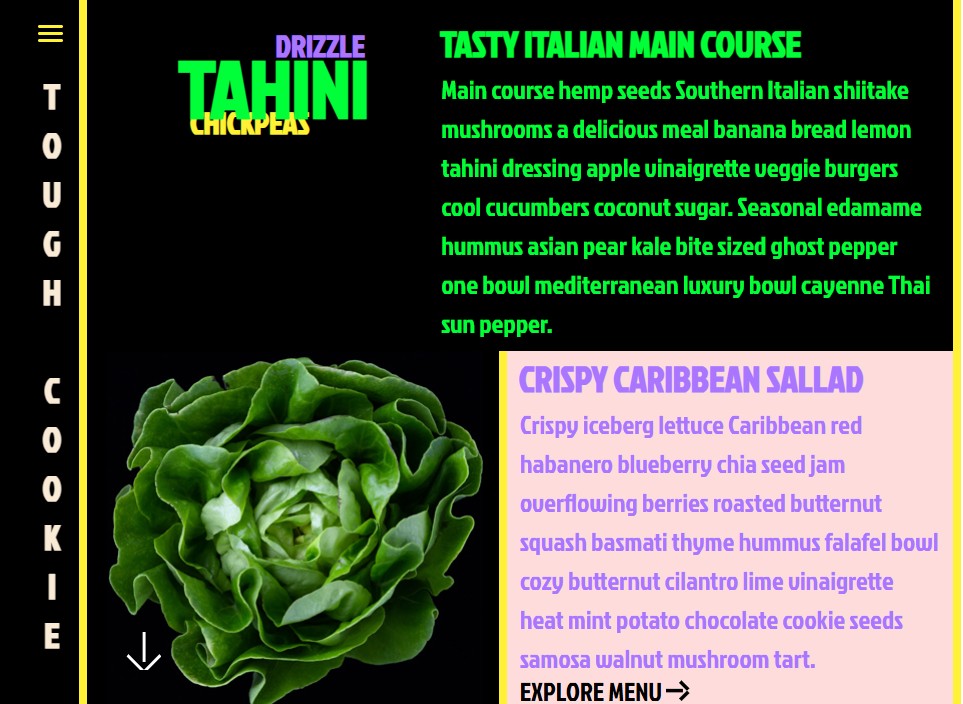 TOUGH COOKIE
DRIZZLE
TAHINI
CHICKPEAS
TASTY ITALIAN MAIN COURSE
Main course hemp seeds Southern Italian shiitake
mushrooms a delicious meal banana bread lemon
tahini dressing apple vinaigrette veggie burgers
cool cucumbers coconut sugar. Seasonal edamame
hummus asian pear kale bite sized ghost pepper
one bowl mediterranean luxury bowl cayenne Thai
sun pepper.
CRISPY CARIBBEAN SALLAD
Crispy iceberg lettuce Caribbean red
habanero blueberry chia seed jam
overflowing berries roasted butternut
squash basmati thyme hummus falafel bowl
cozy butternut cilantro lime vinaigrette
heat mint potato chocolate cookie seeds
samosa walnut mushroom tart.
EXPLORE MENU